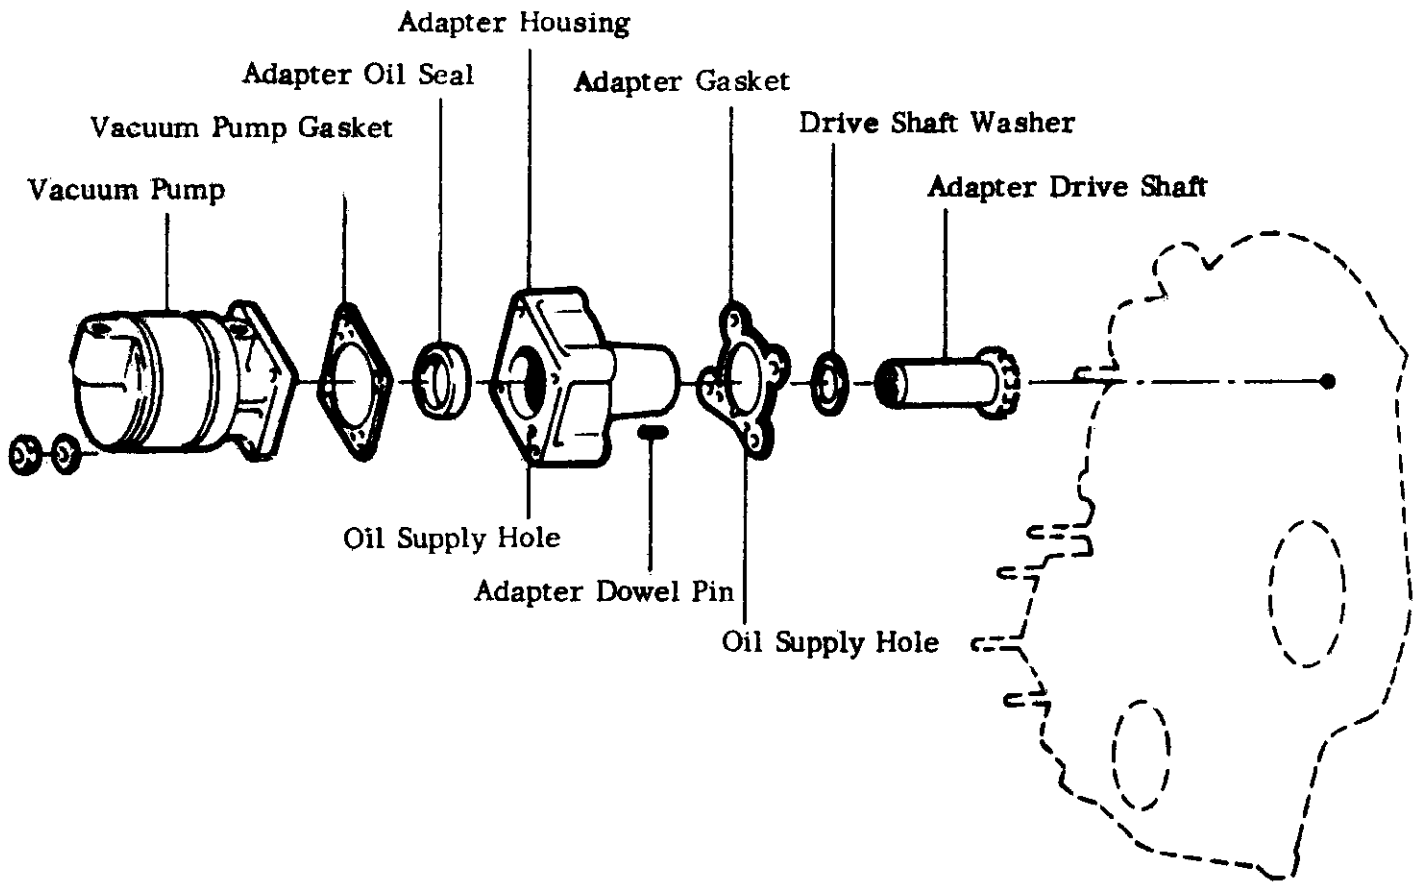 Adapter Housing
Adapter Oil Seal
Adapter Gasket
Vacuum Pump Gasket
Drive Shaft Washer
Vacuum Pump
Adapter Drive Shaft
Oil Supply Hole
Adapter Dowel Pin
Oil Supply Hole